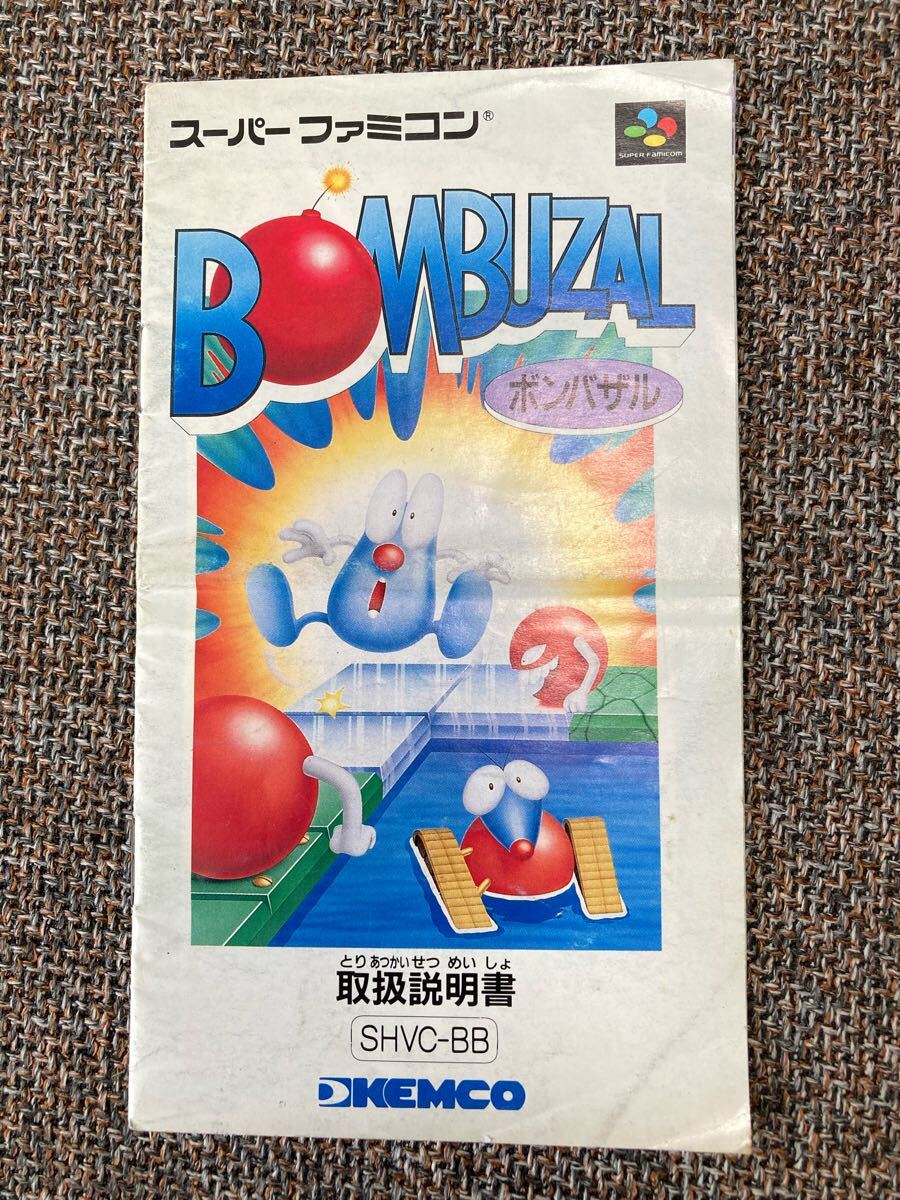 スーパーファミコン®
SUPER FAMICOM
BOMBUZAL
ボンバザル
とりあつかいせつめいしょ
取扱説明書
SHVC-BB
KEMCO